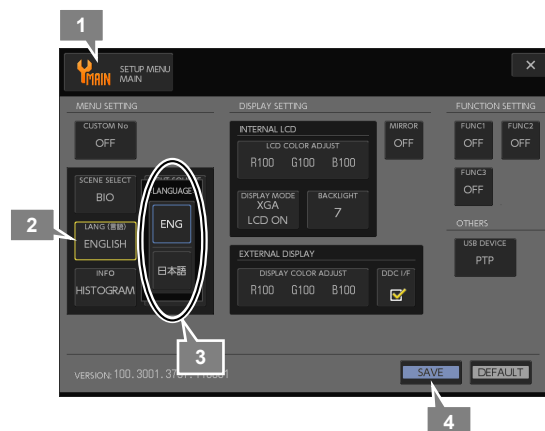 1
MAIN
SETUP MENU
MAIN
×
MENU SETTING
CUSTOM No
OFF
SCENE SELECT
BIO
LANG (言語)
ENGLISH
INFO
HISTOGRAM
LANGUAGE
ENG
日本語
2
3
DISPLAY SETTING
INTERNAL LCD
LCD COLOR ADJUST
R100 G100 B100
DISPLAY MODE
XGA
LCD ON
BACKLIGHT
7
MIRROR
OFF
EXTERNAL DISPLAY
DISPLAY COLOR ADJUST
R100 G100 B100
DDC I/F
FUNCTION SETTING
FUNC1
OFF
FUNC2
OFF
FUNC3
OFF
OTHERS
USB DEVICE
PTP
VERSION: 100. 3001.
SAVE
DEFAULT
4